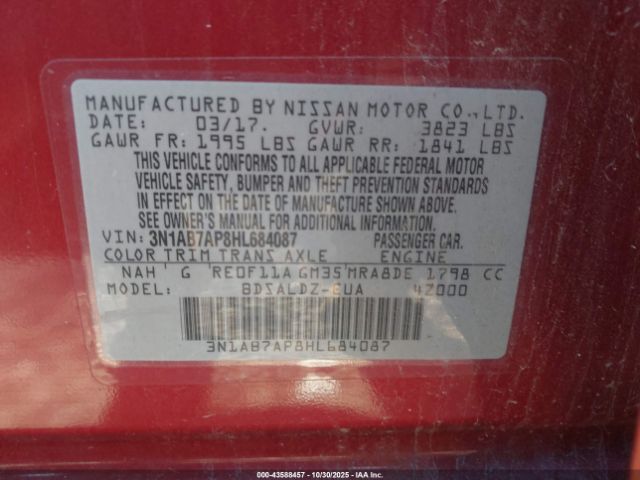 MANUFACTURED BY NISSAN MOTOR CO., LTD.
DATE: 03/17. GVWR: 3823 LBS
GAWR FR: 1995 LBS GAWR RR: 1841 LBS
THIS VEHICLE CONFORMS TO ALL APPLICABLE FEDERAL MOTOR
VEHICLE SAFETY, BUMPER AND THEFT PREVENTION STANDARDS
IN EFFECT ON THE DATE OF MANUFACTURE SHOWN ABOVE.
SEE OWNER'S MANUAL FOR ADDITIONAL INFORMATION.
VIN: 3N1AB7AP8HL684087 PASSENGER CAR.
COLOR TRIM TRANS AXLE ENGINE
NAH G RE0F11A GM35 MRA8DE 1798 CC
MODEL: BDSALDZ-EUA 4Z000
3N1AB7AP8HL684087
000-43588457 - 10/30/2025 - IAA Inc.